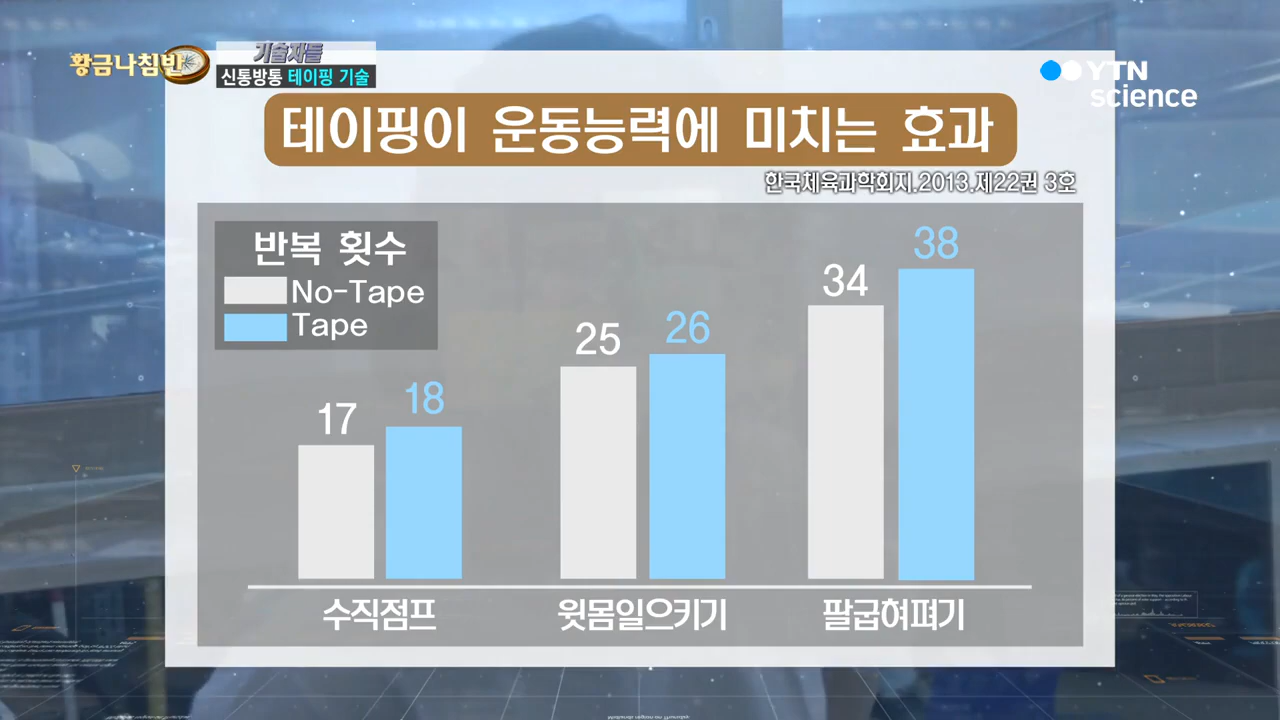 황금나침반
기술자들
신통방통 테이핑 기술
YTN
science
테이핑이 운동능력에 미치는 효과
한국체육과학회지.2013.제22권 3호
반복 횟수
No-Tape
Tape
17
18
25
26
34
38
수직점프
윗몸일으키기
팔굽혀펴기